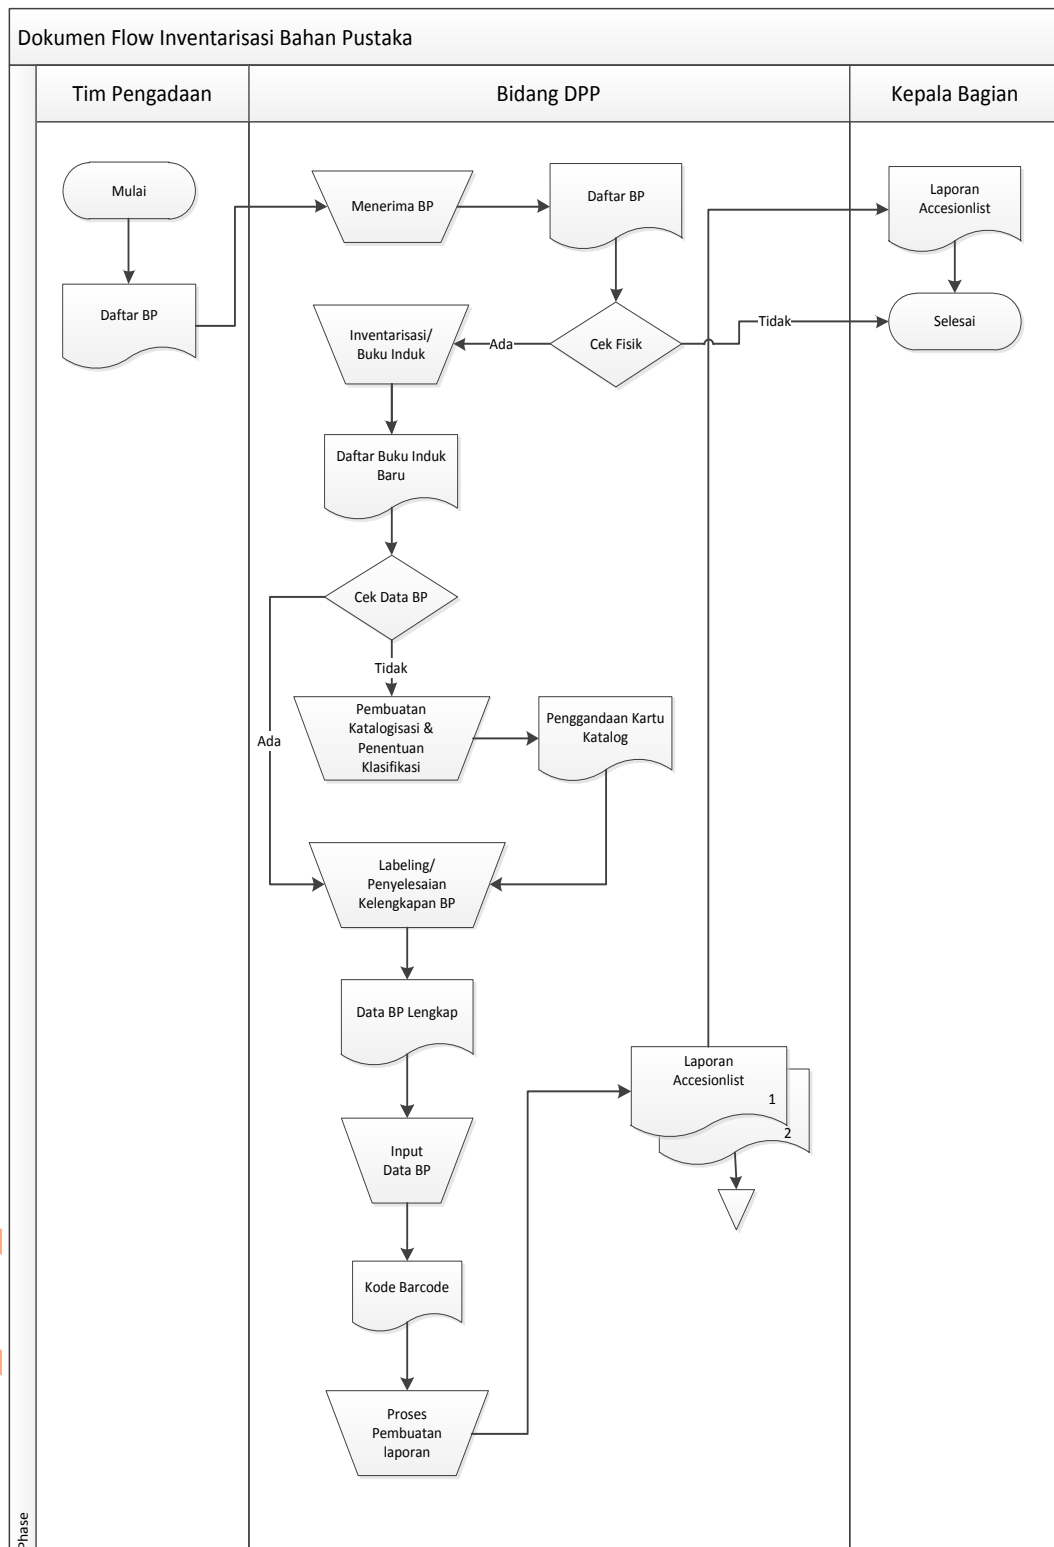 Dokumen Flow Inventarisasi Bahan Pustaka
Tim Pengadaan
Bidang DPP
Kepala Bagian
Mulai
Menerima BP
Daftar BP
Laporan
Accesionlist
Daftar BP
Inventarisasi/
Buku Induk
Ada
Cek Fisik
Tidak
Selesai
Daftar Buku Induk
Baru
Cek Data BP
Tidak
Ada
Pembuatan
Katalogisasi &
Penentuan
Klasifikasi
Penggandaan Kartu
Katalog
Labeling/
Penyelesaian
Kelengkapan BP
Data BP Lengkap
Laporan
Accesionlist
1
2
Input
Data BP
Kode Barcode
Proses
Pembuatan
laporan
Phase